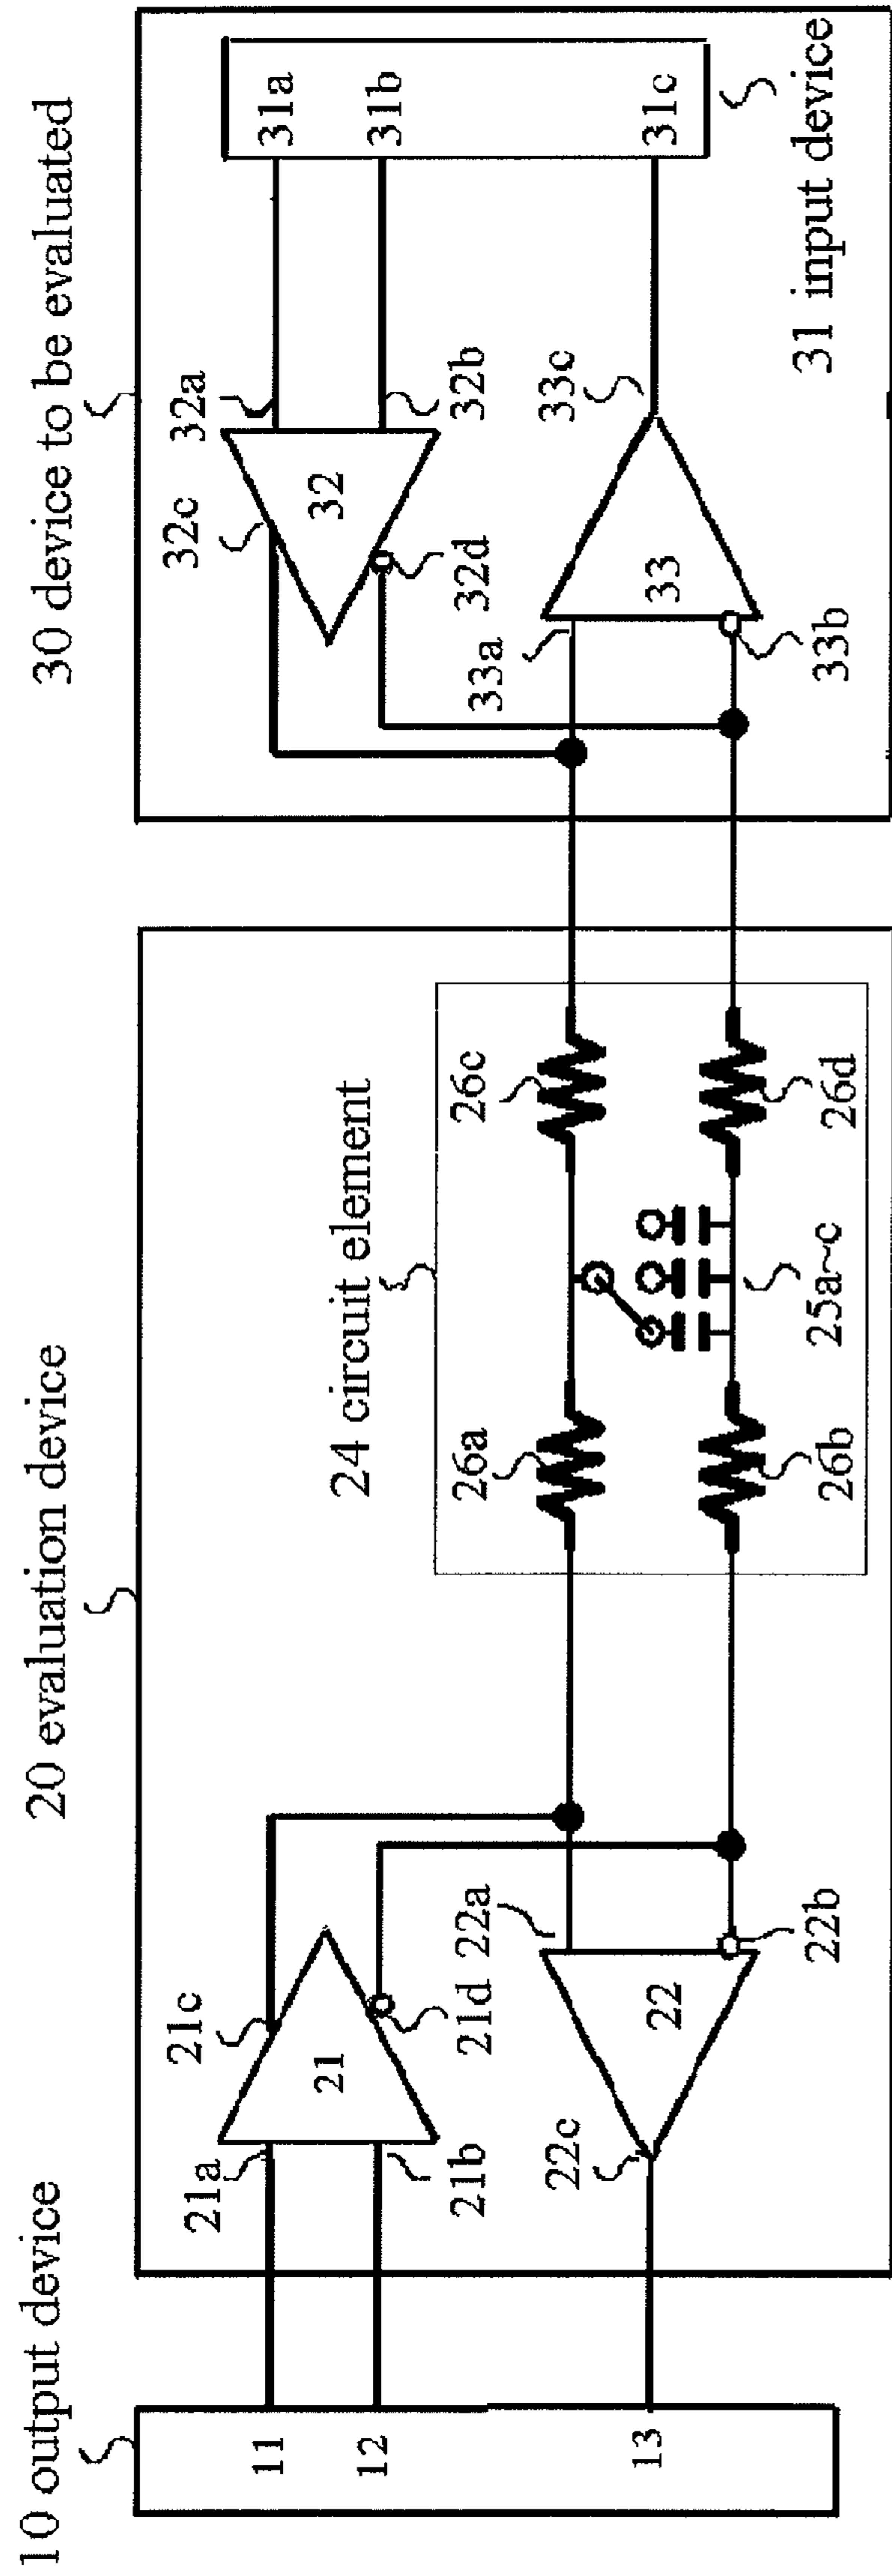 10 output device
20 evaluation device
30 device to be evaluated
11
12
13
21a
21b
21c
21d
21
22a
22b
22c
22
24 circuit element
26a
26b
26c
26d
25a~c
32c
32a
32b
32d
32
33a
33b
33c
33
31a
31b
31c
31 input device